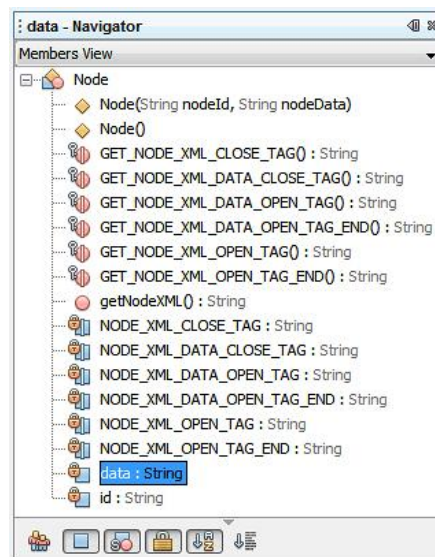 data - Navigator
Members View
Node
Node(String nodeId, String nodeData)
Node()
GET_NODE_XML_CLOSE_TAG() : String
GET_NODE_XML_DATA_CLOSE_TAG() : String
GET_NODE_XML_DATA_OPEN_TAG() : String
GET_NODE_XML_DATA_OPEN_TAG_END() : String
GET_NODE_XML_OPEN_TAG() : String
GET_NODE_XML_OPEN_TAG_END() : String
getNodeXML() : String
NODE_XML_CLOSE_TAG : String
NODE_XML_DATA_CLOSE_TAG : String
NODE_XML_DATA_OPEN_TAG : String
NODE_XML_DATA_OPEN_TAG_END : String
NODE_XML_OPEN_TAG : String
NODE_XML_OPEN_TAG_END : String
data : String
id : String